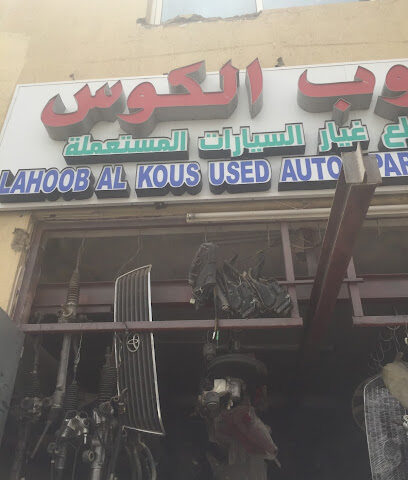 وب الكوس
ع غيار السيارات المستعملة
LAHOOB AL KOUS USED AUTO PAR